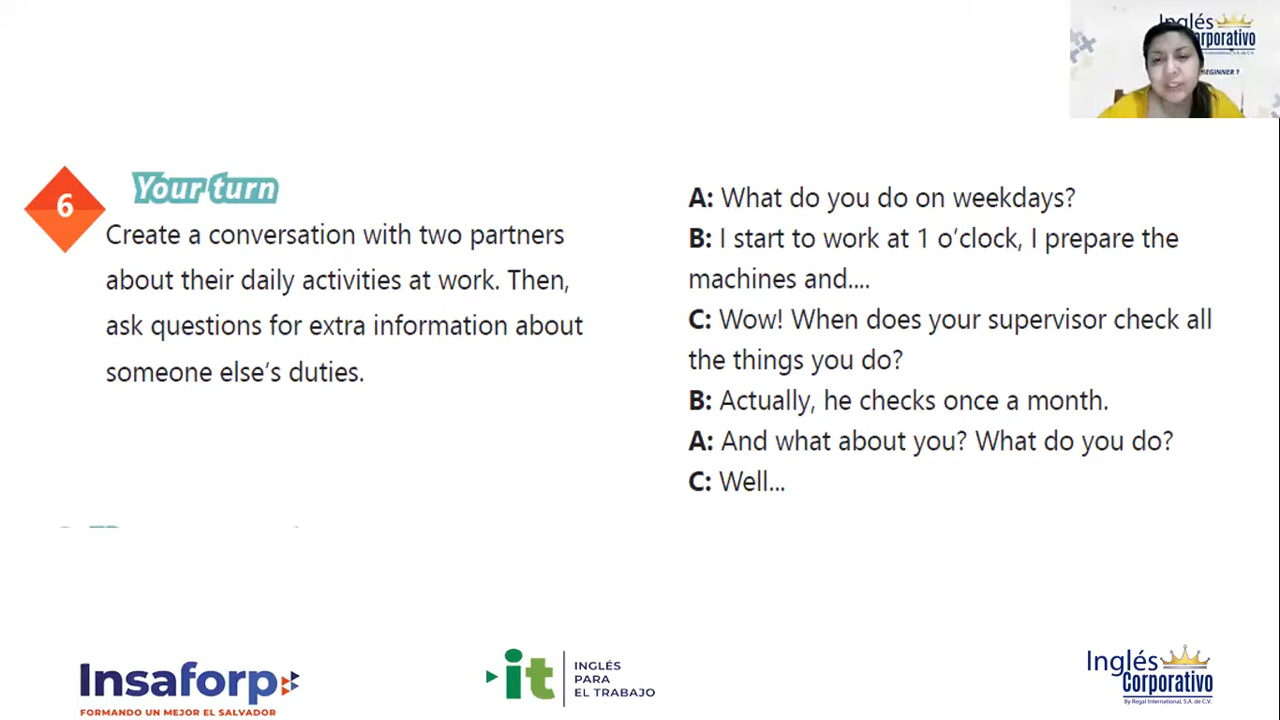 Inglés
Corporativo
BEGINNER 1
6
Your turn
Create a conversation with two partners
about their daily activities at work. Then,
ask questions for extra information about
someone else's duties.
A: What do you do on weekdays?
B: I start to work at 1 o'clock, I prepare the
machines and....
C: Wow! When does your supervisor check all
the things you do?
B: Actually, he checks once a month.
A: And what about you? What do you do?
C: Well...
Insaforp
FORMANDO UN MEJOR EL SALVADOR
it
INGLÉS
PARA
EL TRABAJO
Inglés
Corporativo
By Regal International, S.A. de C.V.